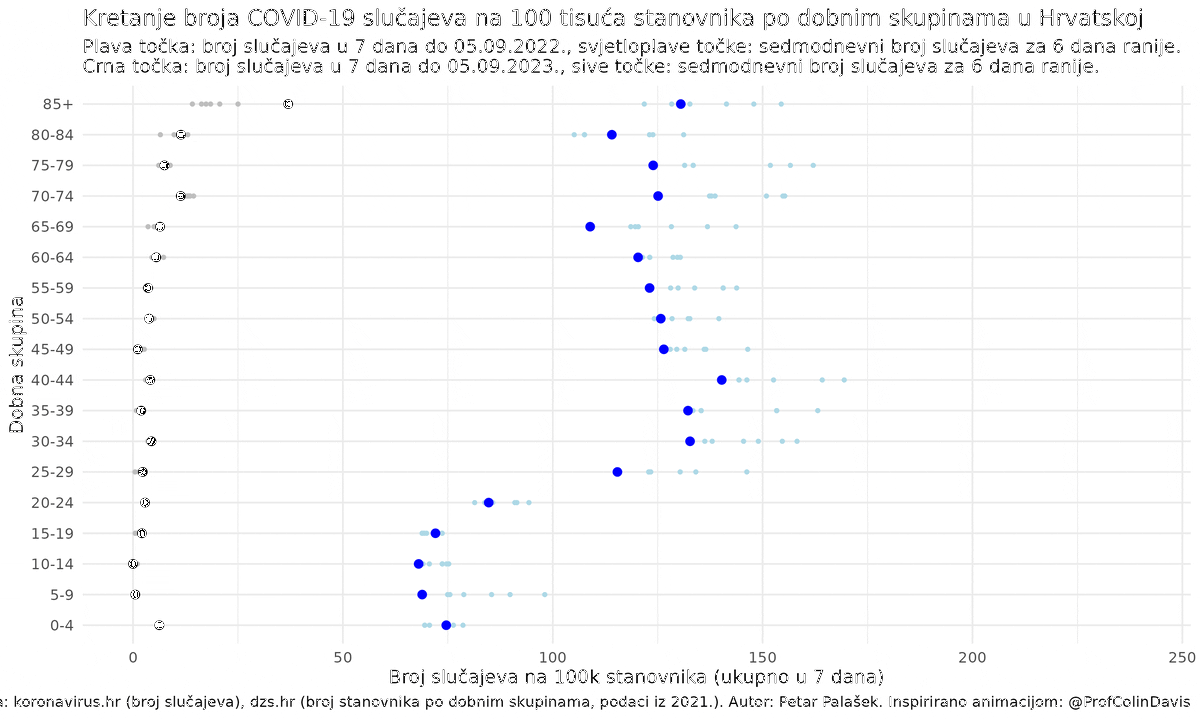 Kretanje broja COVID-19 slučajeva na 100 tisuća stanovnika po dobnim skupinama u Hrvatskoj
Plava točka: broj slučajeva u 7 dana do 05.09.2022., svjetloplave točke: sedmodnevni broj slučajeva za 6 dana ranije.
Crna točka: broj slučajeva u 7 dana do 05.09.2023., sive točke: sedmodnevni broj slučajeva za 6 dana ranije.
Dobna skupina
85+
80-84
75-79
70-74
65-69
60-64
55-59
50-54
45-49
40-44
35-39
30-34
25-29
20-24
15-19
10-14
5-9
0-4
0 50 100 150 200 250
Broj slučajeva na 100k stanovnika (ukupno u 7 dana)
a: koronavirus.hr (broj slučajeva), dzs.hr (broj stanovnika po dobnim skupinama, podaci iz 2021.). Autor: Petar Palašek. Inspirirano animacijom: @ProfColinDavis